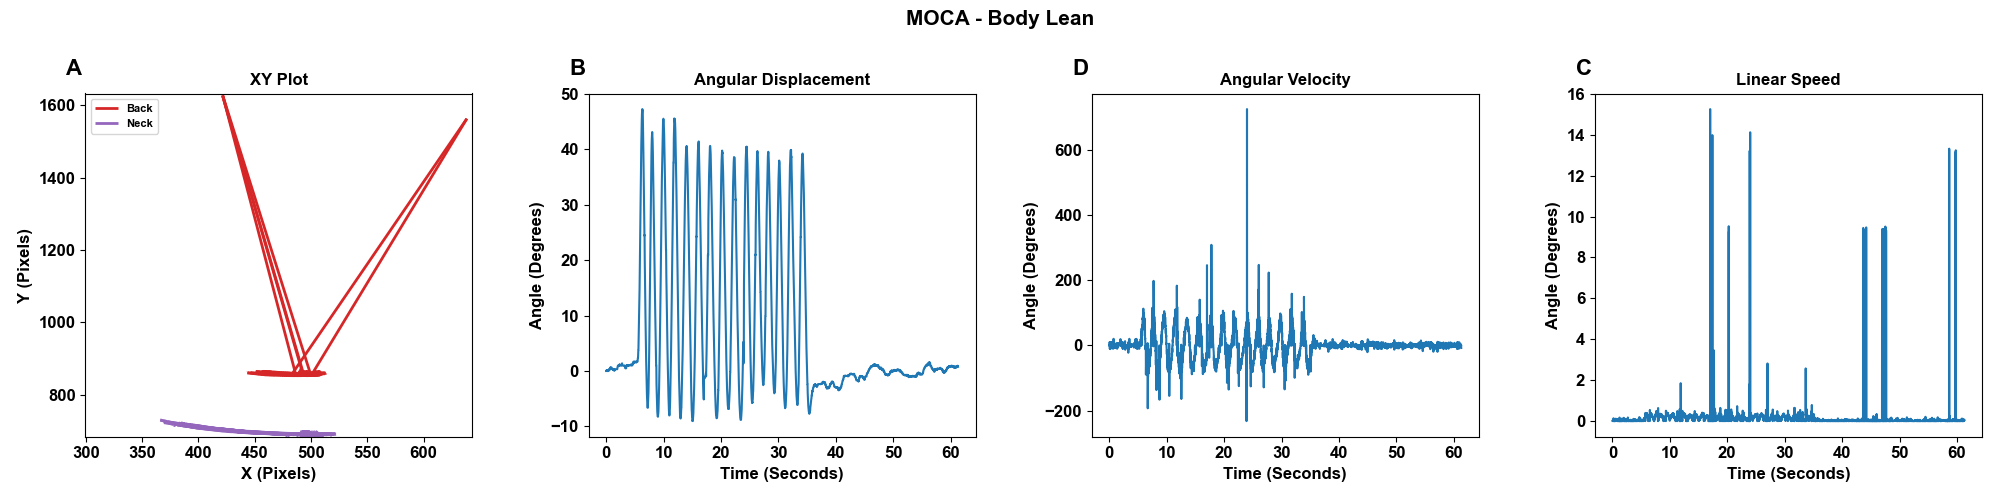 MOCA - Body Lean
A
XY Plot
Back
Neck
1600
1400
1200
1000
800
Y (Pixels)
300 350 400 450 500 550 600
X (Pixels)
B
Angular Displacement
50
40
30
20
10
0
−10
Angle (Degrees)
0 10 20 30 40 50 60
Time (Seconds)
D
Angular Velocity
600
400
200
0
−200
Angle (Degrees)
0 10 20 30 40 50 60
Time (Seconds)
C
Linear Speed
16
14
12
10
8
6
4
2
0
Angle (Degrees)
0 10 20 30 40 50 60
Time (Seconds)